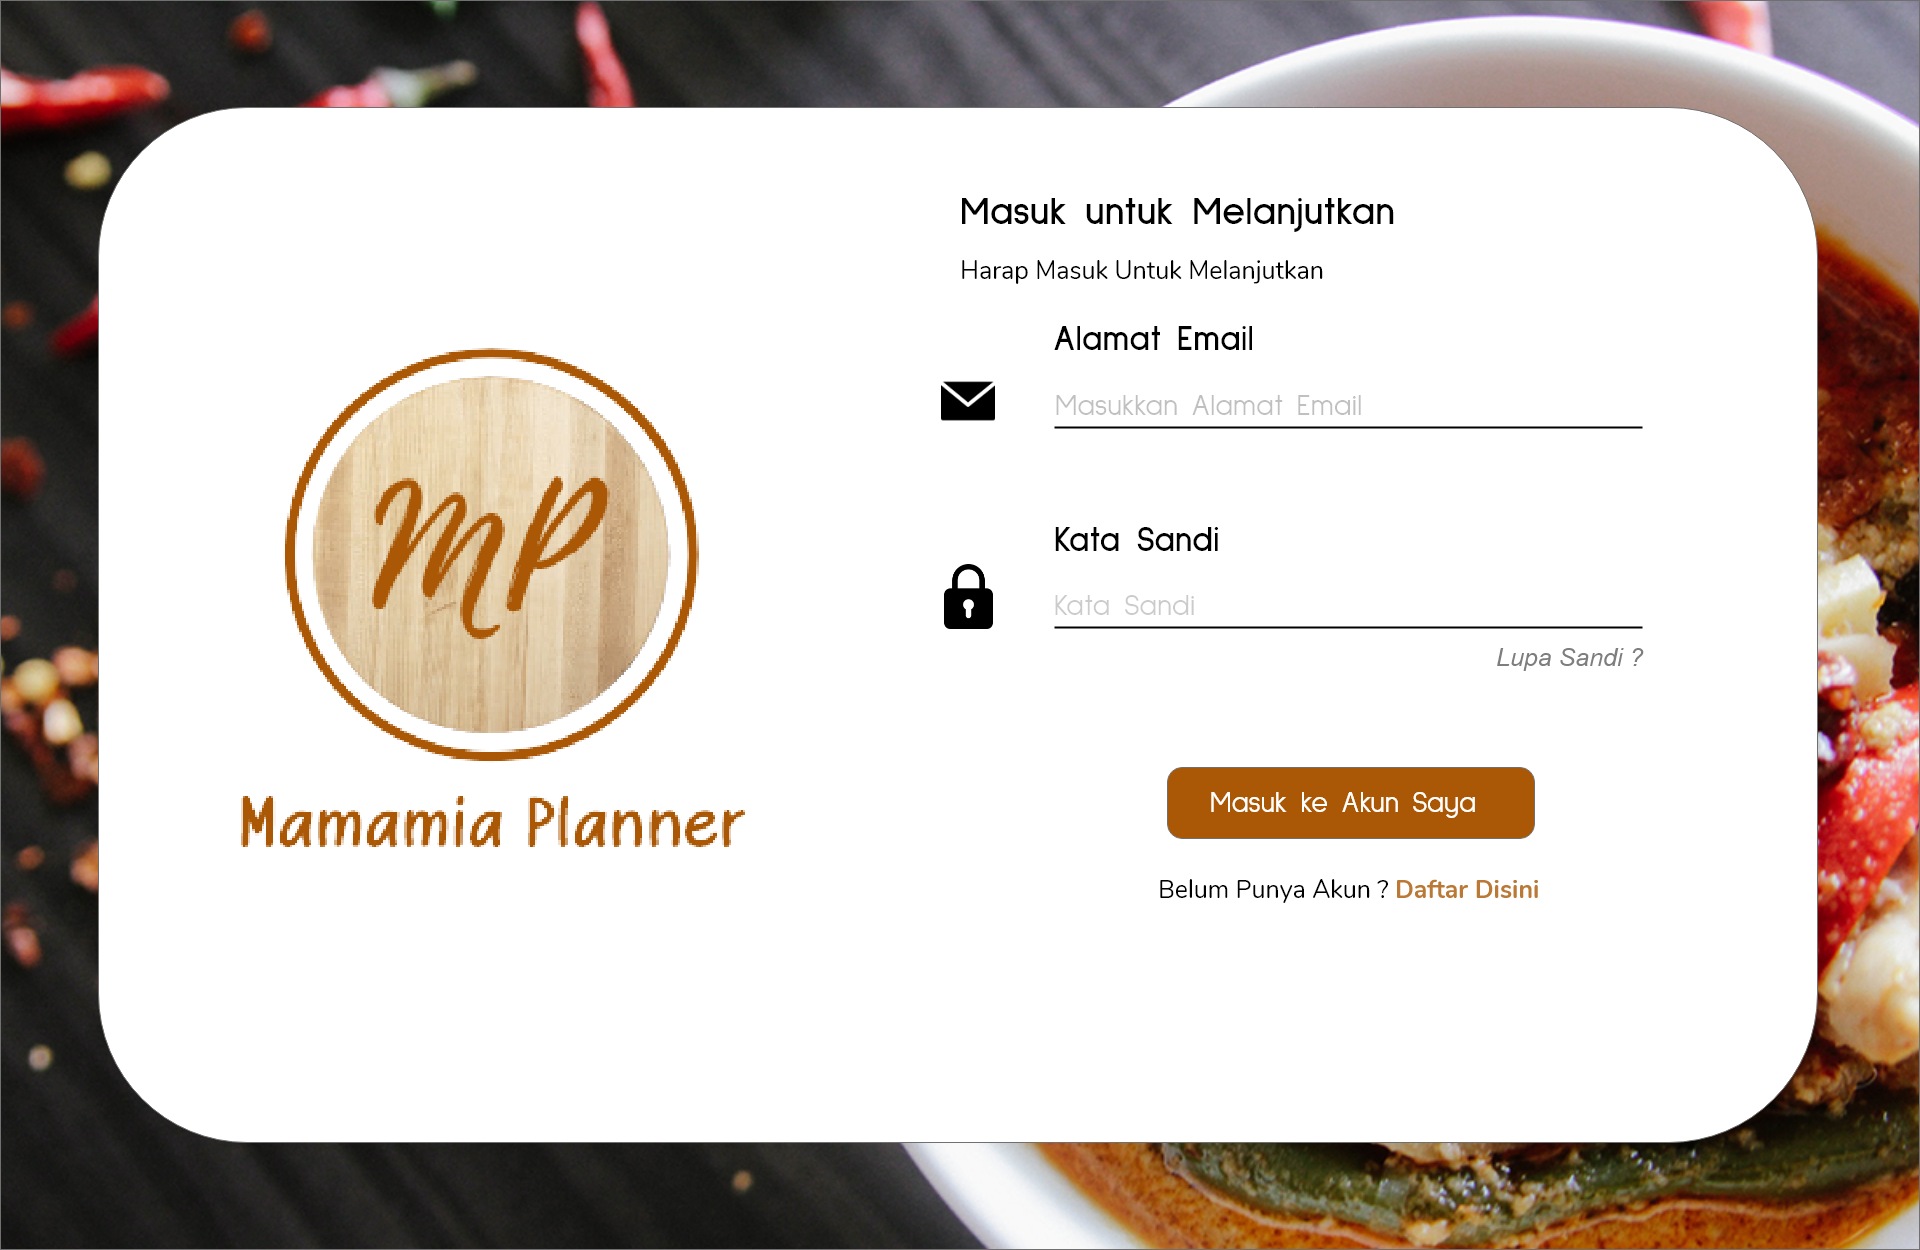 Masuk untuk Melanjutkan
Harap Masuk Untuk Melanjutkan
Alamat Email
Masukkan Alamat Email
Kata Sandi
Kata Sandi
Lupa Sandi ?
Masuk ke Akun Saya
Belum Punya Akun ? Daftar Disini
MP
Mamamia Planner